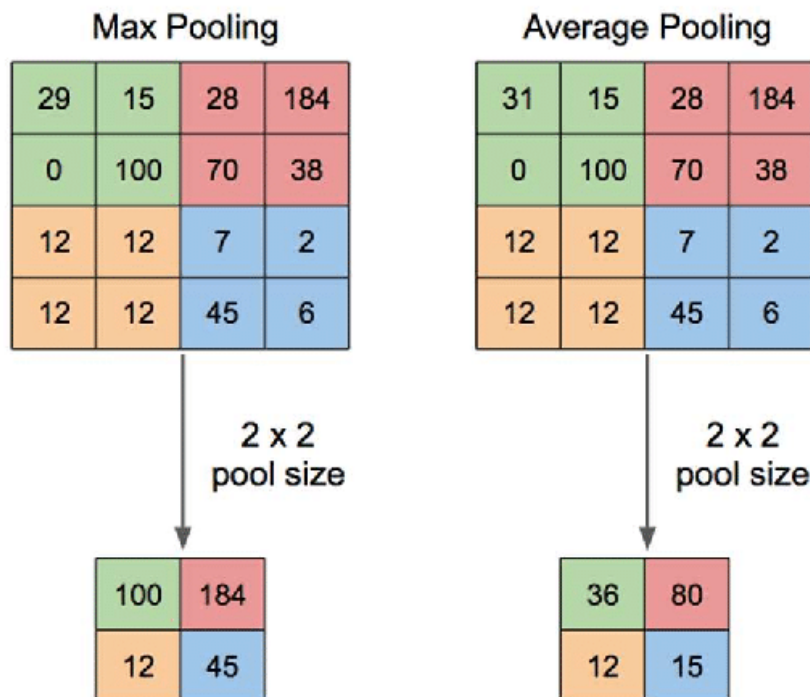 Max Pooling
29 15 28 184
0 100 70 38
12 12 7 2
12 12 45 6
2 x 2
pool size
100 184
12 45
Average Pooling
31 15 28 184
0 100 70 38
12 12 7 2
12 12 45 6
2 x 2
pool size
36 80
12 15